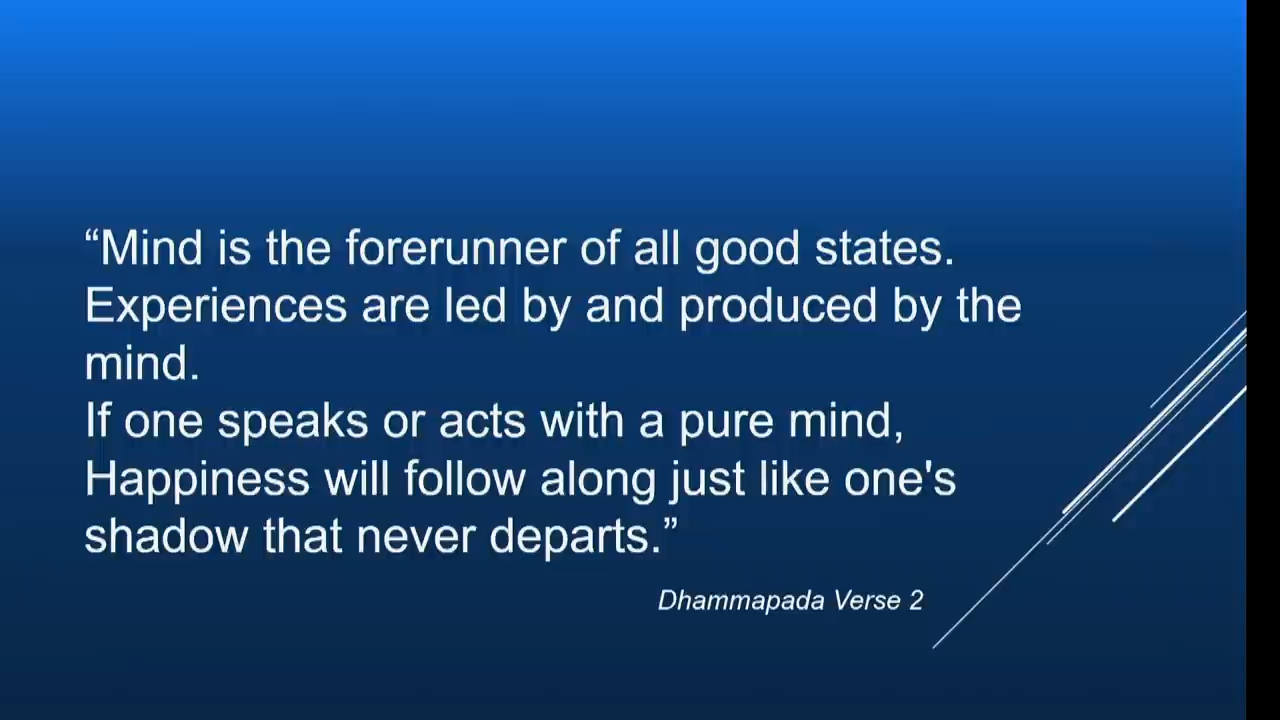 “Mind is the forerunner of all good states.
Experiences are led by and produced by the
mind.
If one speaks or acts with a pure mind,
Happiness will follow along just like one's
shadow that never departs.”
Dhammapada Verse 2